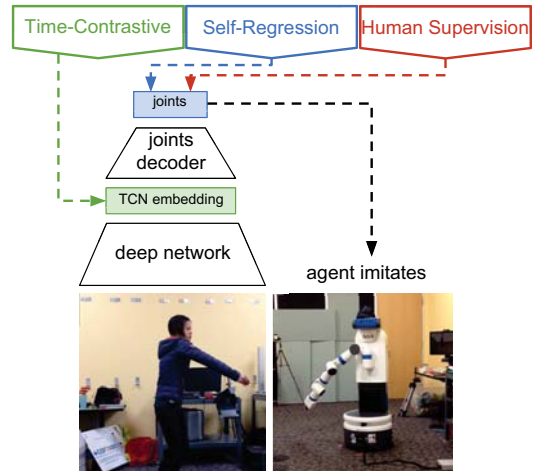 Time-Contrastive
Self-Regression
Human Supervision
joints
joints
decoder
TCN embedding
deep network
agent imitates